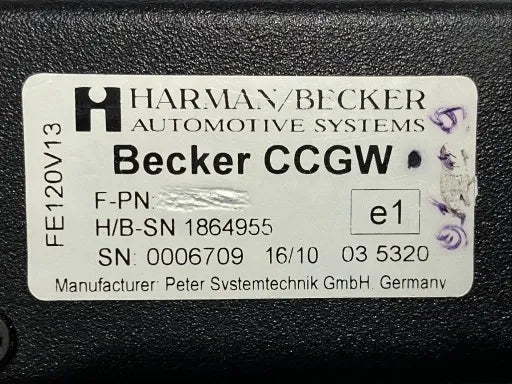 HARMAN/BECKER
AUTOMOTIVE SYSTEMS
Becker CCGW
F-PN:
H/B-SN 1864955
e1
SN: 0006709 16/10 03 5320
Manufacturer: Peter Systemtechnik GmbH, Germany
FE120V13